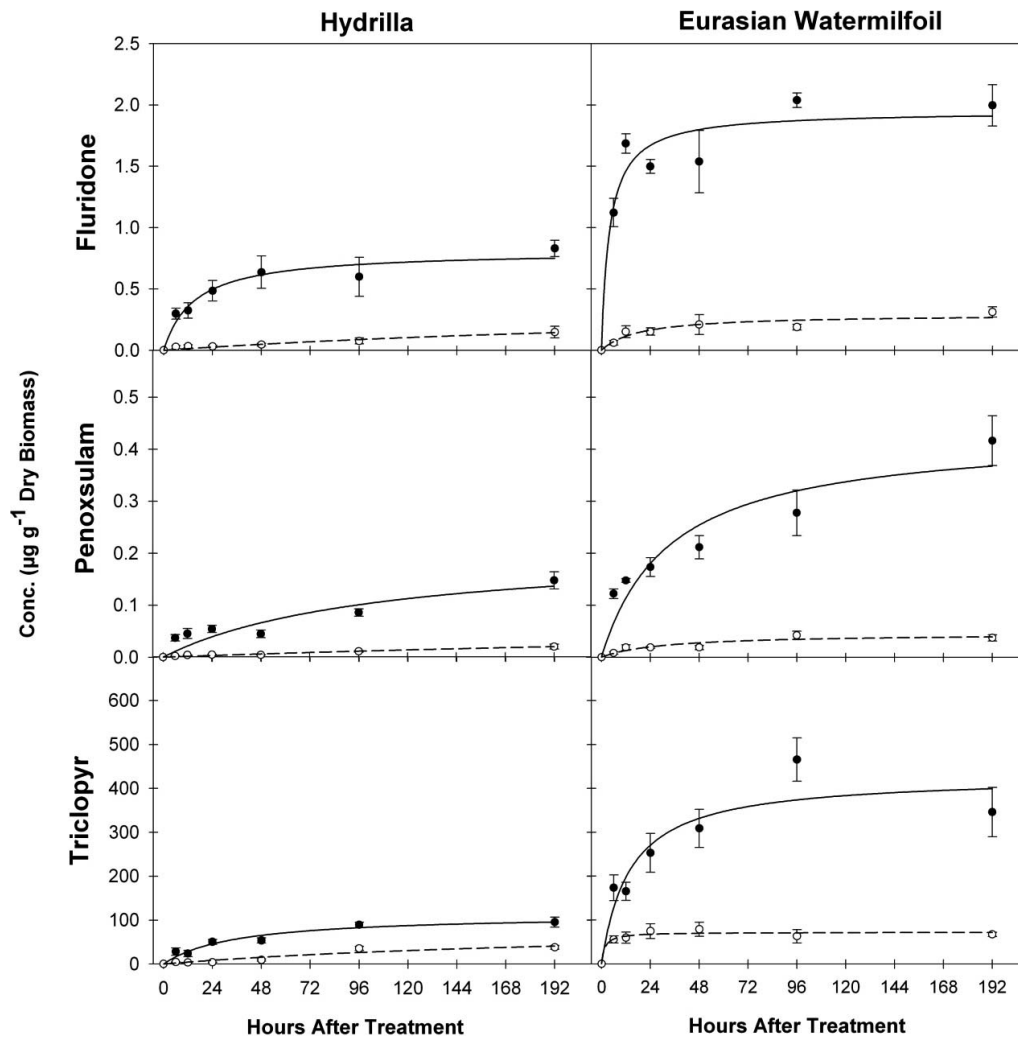 Hydrilla
Eurasian Watermilfoil
Fluridone
2.5
2.0
1.5
1.0
0.5
0.0
Conc. (µg g⁻¹ Dry Biomass)
Penoxsulam
0.5
0.4
0.3
0.2
0.1
0.0
Triclopyr
600
500
400
300
200
100
0
0 24 48 72 96 120 144 168 192
0 24 48 72 96 120 144 168 192
Hours After Treatment
Hours After Treatment